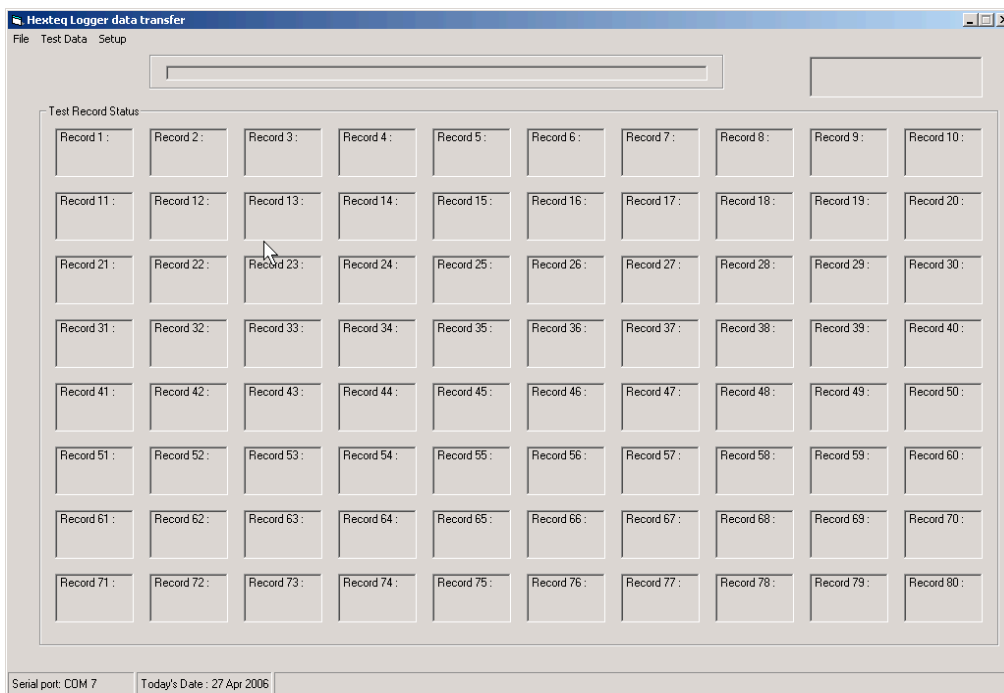 Hexteq Logger data transfer
File Test Data Setup
Test Record Status
Record 1 : Record 2 : Record 3 : Record 4 : Record 5 : Record 6 : Record 7 : Record 8 : Record 9 : Record 10 :
Record 11 : Record 12 : Record 13 : Record 14 : Record 15 : Record 16 : Record 17 : Record 18 : Record 19 : Record 20 :
Record 21 : Record 22 : Record 23 : Record 24 : Record 25 : Record 26 : Record 27 : Record 28 : Record 29 : Record 30 :
Record 31 : Record 32 : Record 33 : Record 34 : Record 35 : Record 36 : Record 37 : Record 38 : Record 39 : Record 40 :
Record 41 : Record 42 : Record 43 : Record 44 : Record 45 : Record 46 : Record 47 : Record 48 : Record 49 : Record 50 :
Record 51 : Record 52 : Record 53 : Record 54 : Record 55 : Record 56 : Record 57 : Record 58 : Record 59 : Record 60 :
Record 61 : Record 62 : Record 63 : Record 64 : Record 65 : Record 66 : Record 67 : Record 68 : Record 69 : Record 70 :
Record 71 : Record 72 : Record 73 : Record 74 : Record 75 : Record 76 : Record 77 : Record 78 : Record 79 : Record 80 :
Serial port: COM 7 Today's Date : 27 Apr 2006